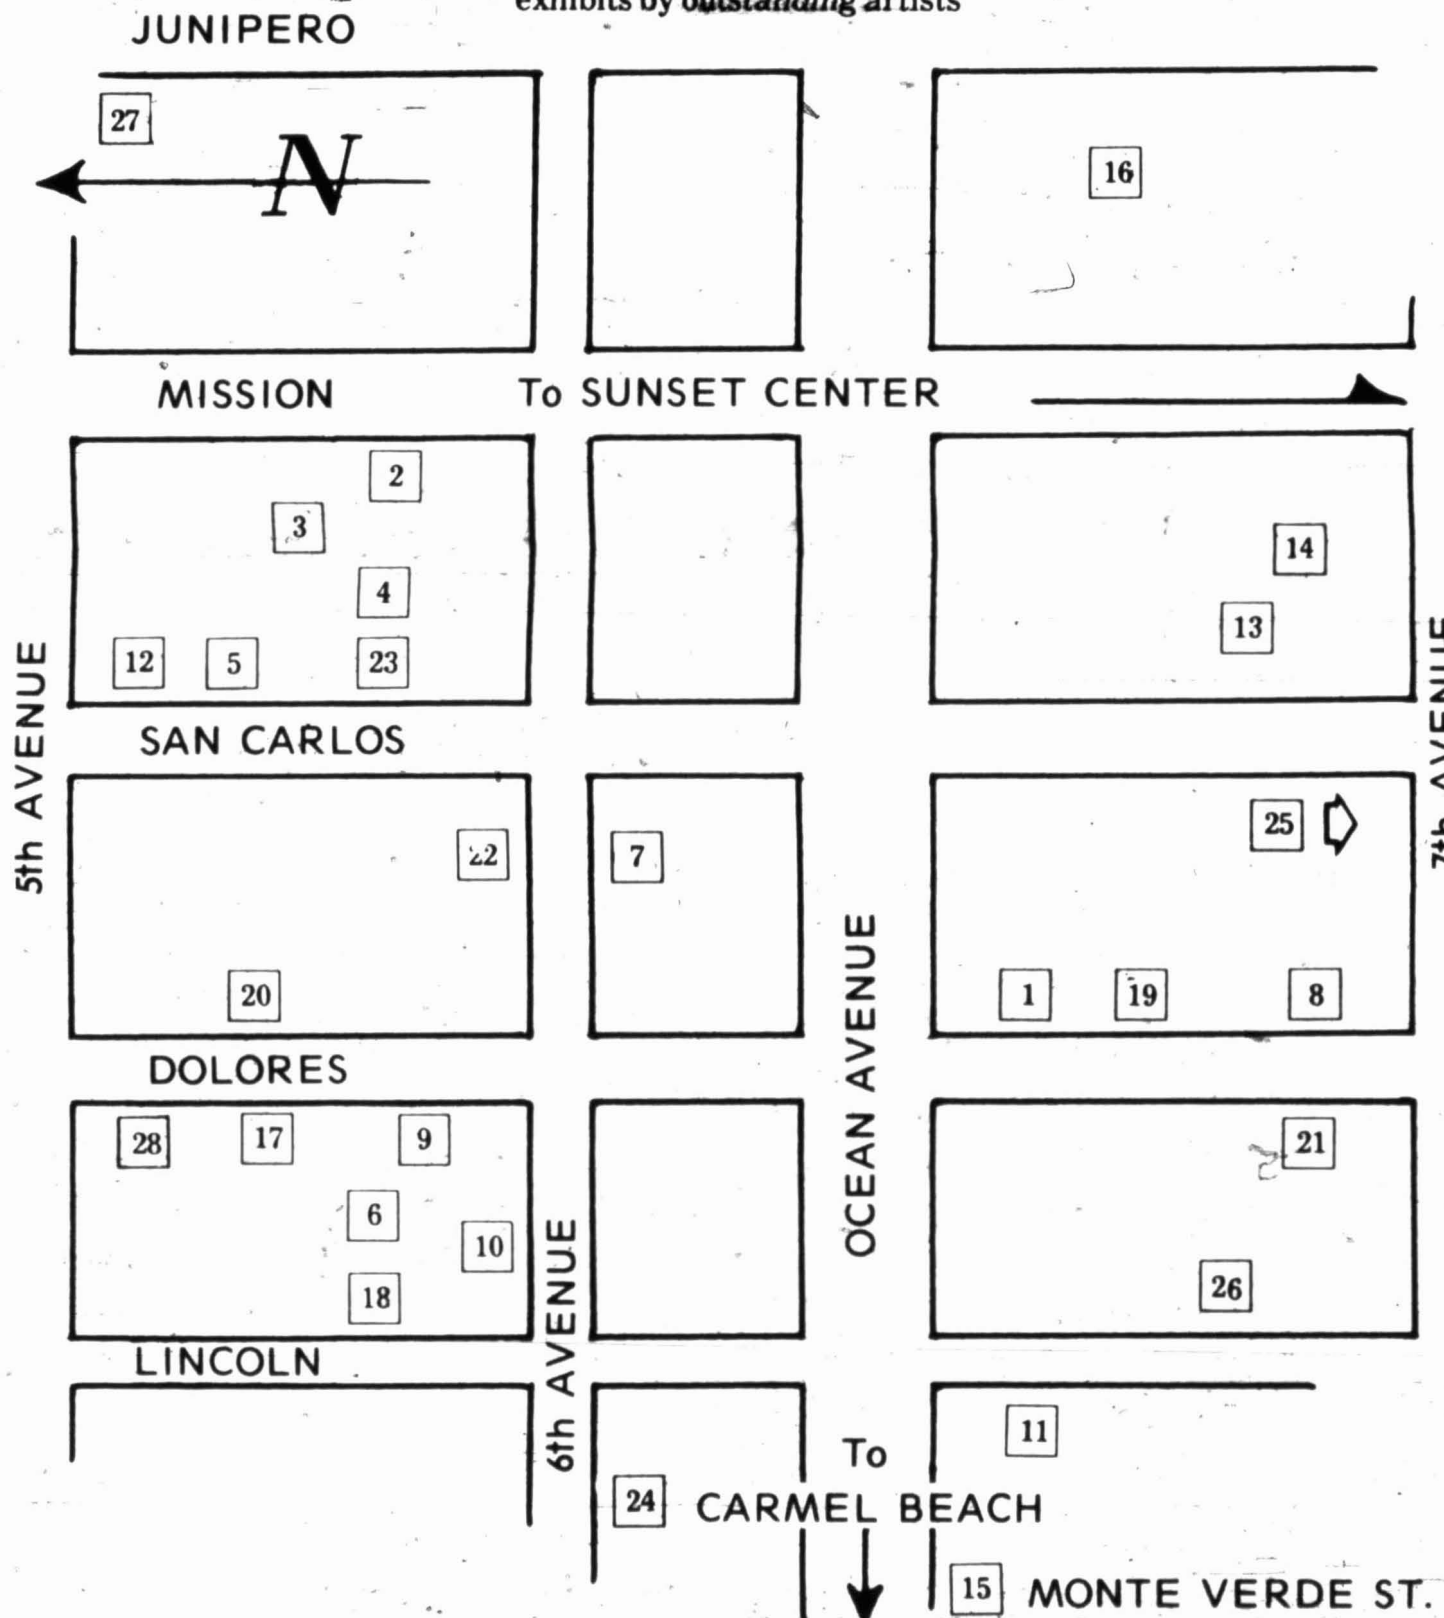 exhibits by outstanding artists
JUNIPERO
27
N
16
MISSION To SUNSET CENTER
2
3
14
4
13
12 5 23
5th AVENUE
7th AVENUE
SAN CARLOS
25
22 7
20
1 19 8
OCEAN AVENUE
DOLORES
28 17 9
21
6
10
18
26
6th AVENUE
LINCOLN
11
To
24 CARMEL BEACH
15 MONTE VERDE ST.